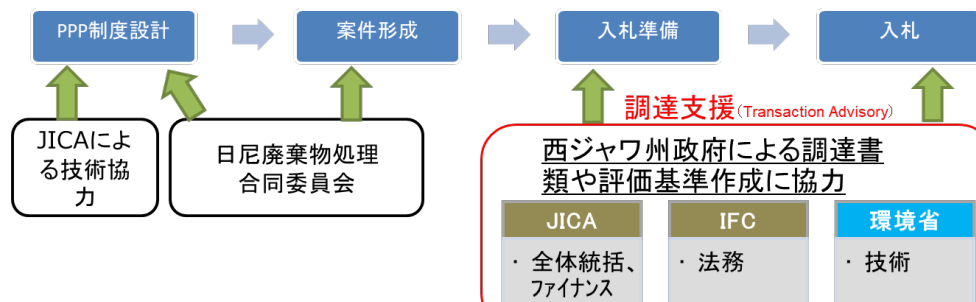 PPP制度設計
案件形成
入札準備
入札
調達支援(Transaction Advisory)
JICAによ
る技術協
力
日尼廃棄物処理
合同委員会
西ジャワ州政府による調達書
類や評価基準作成に協力
JICA
IFC
環境省
・ 全体統括、
ファイナンス
・ 法務
・ 技術